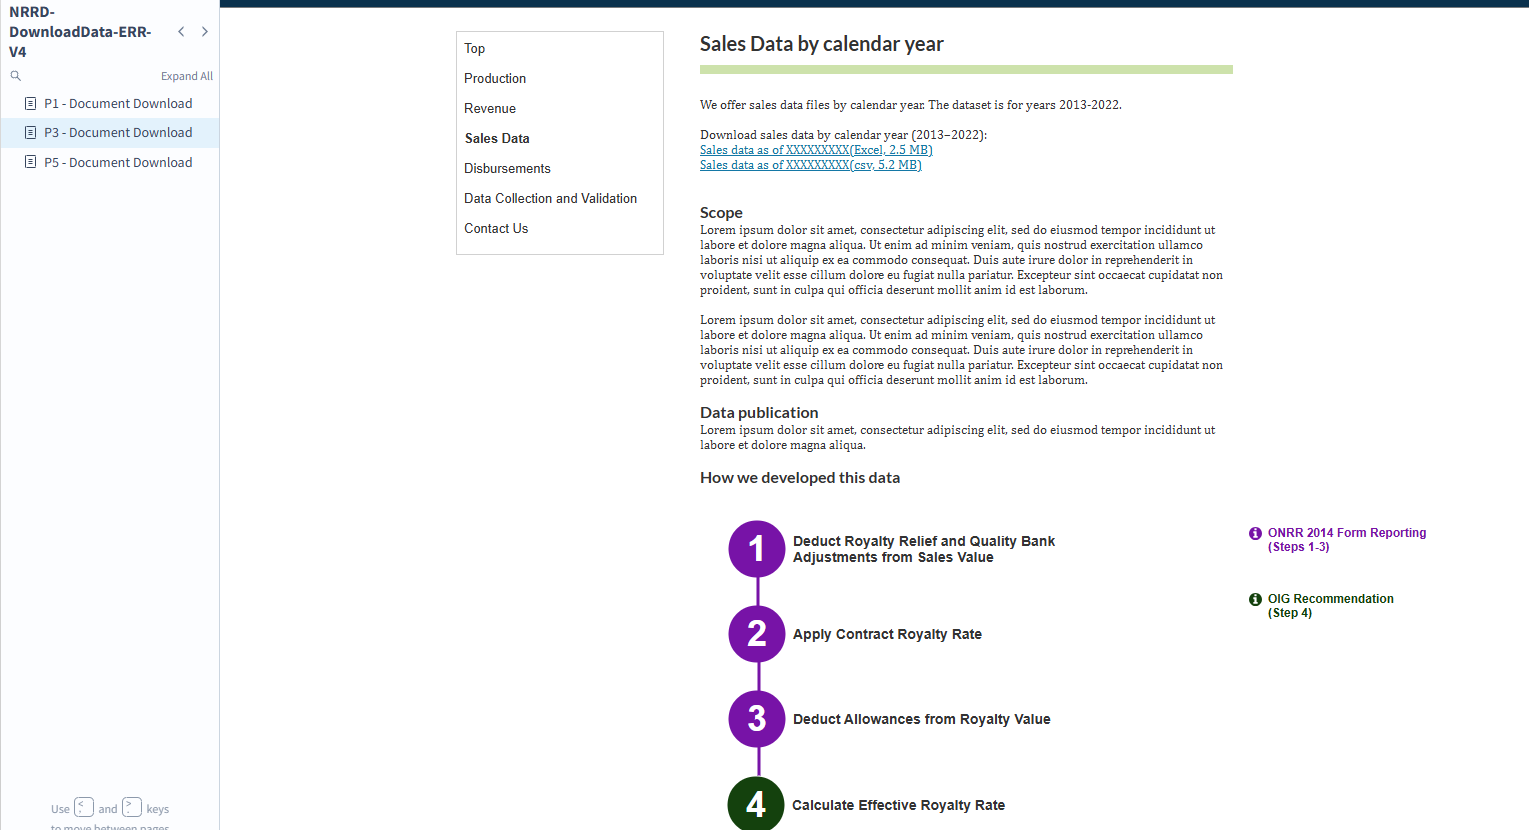 NRRD-
DownloadData-ERR-
V4
Expand All
P1 - Document Download
P3 - Document Download
P5 - Document Download
Use < , and > . keys
to move between pages
Top
Production
Revenue
Sales Data
Disbursements
Data Collection and Validation
Contact Us
Sales Data by calendar year
We offer sales data files by calendar year. The dataset is for years 2013-2022.
Download sales data by calendar year (2013–2022):
Sales data as of XXXXXXXXX(Excel, 2.5 MB)
Sales data as of XXXXXXXXX(csv, 5.2 MB)
Scope
Lorem ipsum dolor sit amet, consectetur adipiscing elit, sed do eiusmod tempor incididunt ut
labore et dolore magna aliqua. Ut enim ad minim veniam, quis nostrud exercitation ullamco
laboris nisi ut aliquip ex ea commodo consequat. Duis aute irure dolor in reprehenderit in
voluptate velit esse cillum dolore eu fugiat nulla pariatur. Excepteur sint occaecat cupidatat non
proident, sunt in culpa qui officia deserunt mollit anim id est laborum.
Lorem ipsum dolor sit amet, consectetur adipiscing elit, sed do eiusmod tempor incididunt ut
labore et dolore magna aliqua. Ut enim ad minim veniam, quis nostrud exercitation ullamco
laboris nisi ut aliquip ex ea commodo consequat. Duis aute irure dolor in reprehenderit in
voluptate velit esse cillum dolore eu fugiat nulla pariatur. Excepteur sint occaecat cupidatat non
proident, sunt in culpa qui officia deserunt mollit anim id est laborum.
Data publication
Lorem ipsum dolor sit amet, consectetur adipiscing elit, sed do eiusmod tempor incididunt ut
labore et dolore magna aliqua.
How we developed this data
1
Deduct Royalty Relief and Quality Bank
Adjustments from Sales Value
2
Apply Contract Royalty Rate
3
Deduct Allowances from Royalty Value
4
Calculate Effective Royalty Rate
ONRR 2014 Form Reporting
(Steps 1-3)
OIG Recommendation
(Step 4)